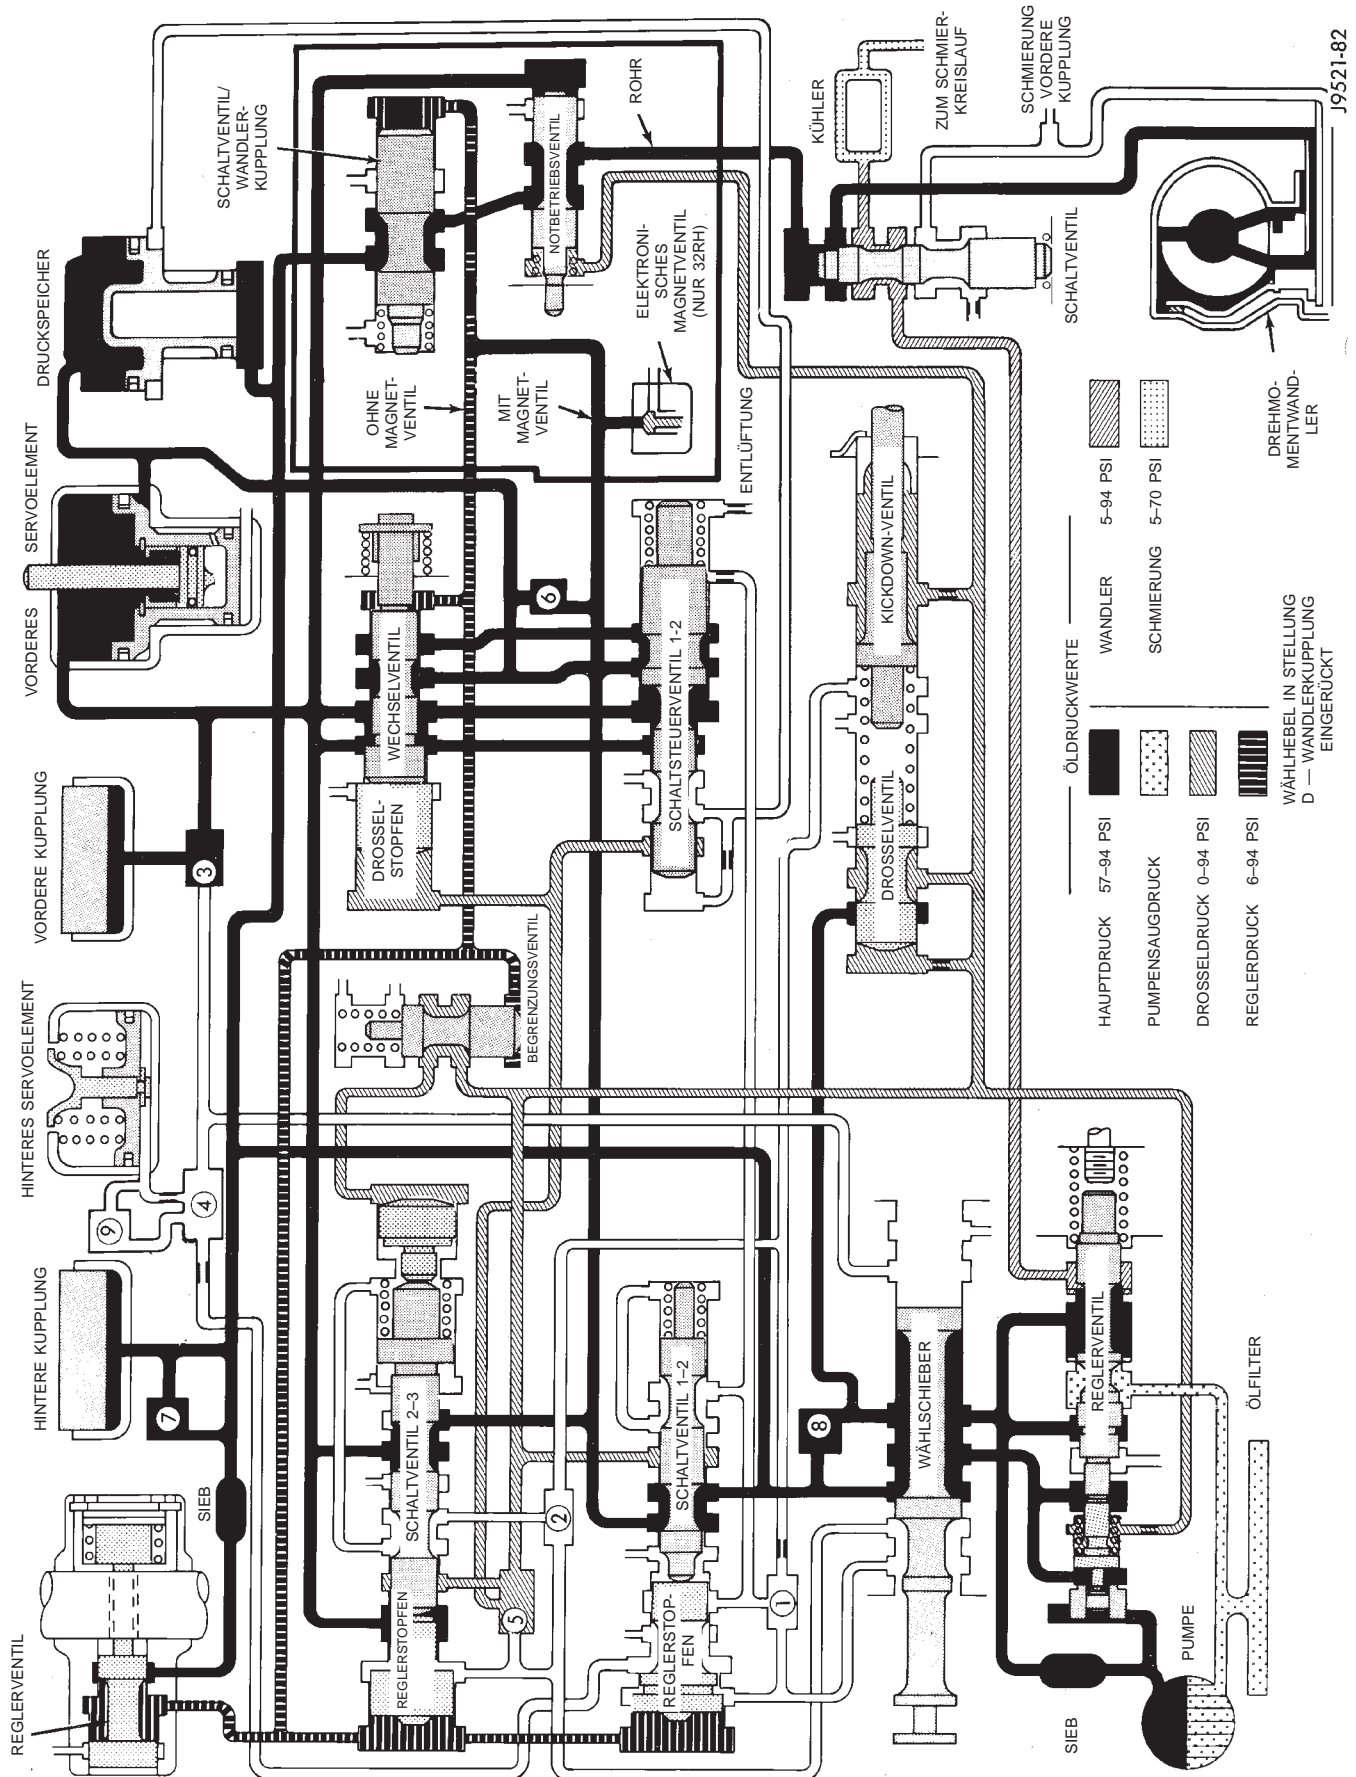 REGLERVENTIL
SIEB
HINTERE KUPPLUNG
7
HINTERES SERVOELEMENT
9
4
VORDERE KUPPLUNG
3
VORDERES SERVOELEMENT
DRUCKSPEICHER
SCHALTVENTIL/
WANDLER-
KUPPLUNG
NOTBETRIEBSVENTIL
ROHR
ELEKTRONI-
SCHES
MAGNETVENTIL
(NUR 32RH)
OHNE
MAGNET-
VENTIL
MIT
MAGNET-
VENTIL
ENTLÜFTUNG
WECHSELVENTIL
DROSSEL-
STOPFEN
6
SCHALTSTEUERVENTIL 1-2
BEGRENZUNGSVENTIL
SCHALTVENTIL 2–3
REGLERSTOPFEN
5
2
SCHALTVENTIL 1–2
REGLERSTOP-
FEN
1
8
KICKDOWN-VENTIL
DROSSELVENTIL
WÄHLSCHIEBER
KÜHLER
ZUM SCHMIER-
KREISLAUF
SCHMIERUNG
VORDERE
KUPPLUNG
SCHALTVENTIL
DREHMO-
MENTWAND-
LER
REGLERVENTIL
ÖLFILTER
PUMPE
SIEB
ÖLDRUCKWERTE
HAUPTDRUCK 57–94 PSI
PUMPENSAUGDRUCK
DROSSELDRUCK 0–94 PSI
REGLERDRUCK 6–94 PSI
WANDLER 5–94 PSI
SCHMIERUNG 5–70 PSI
WÄHLHEBEL IN STELLUNG
D — WANDLERKUPPLUNG
EINGERÜCKT
J9521-82